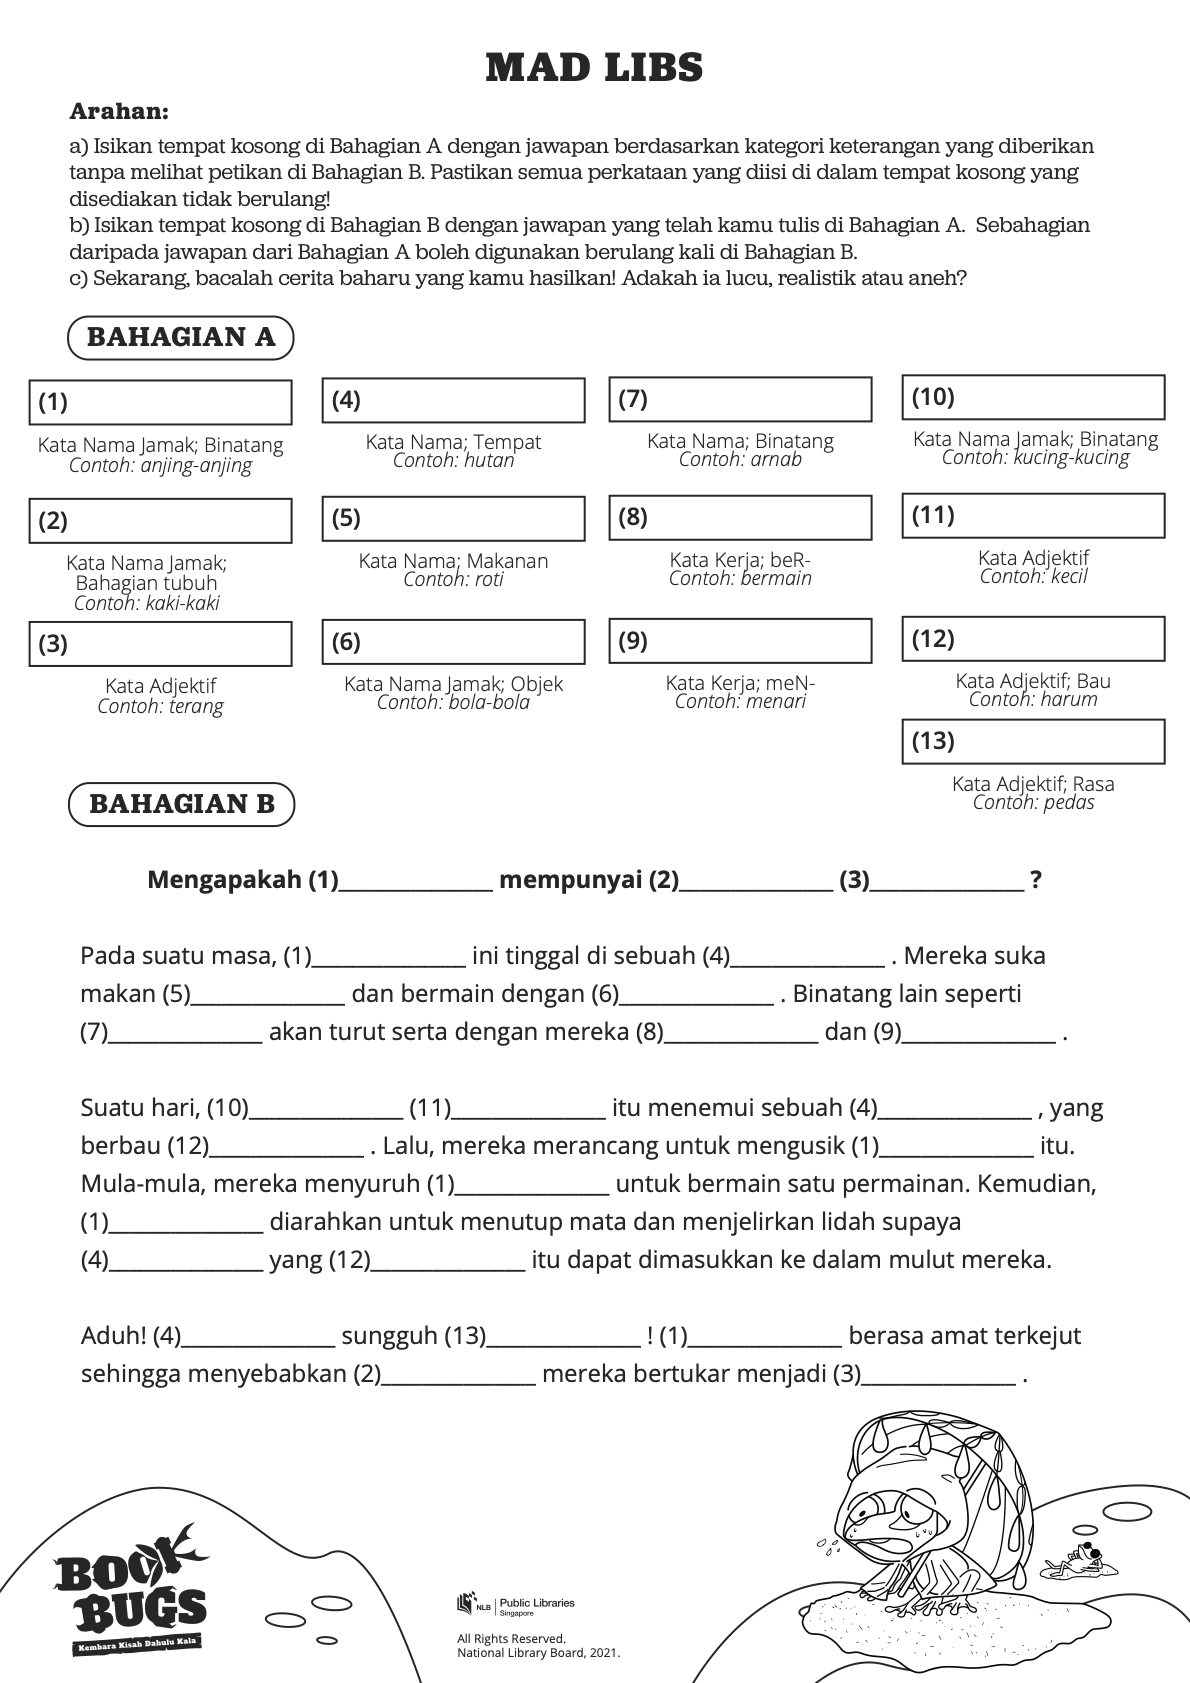 MAD LIBS
Arahan:
a) Isikan tempat kosong di Bahagian A dengan jawapan berdasarkan kategori keterangan yang diberikan
tanpa melihat petikan di Bahagian B. Pastikan semua perkataan yang diisi di dalam tempat kosong yang
disediakan tidak berulang!
b) Isikan tempat kosong di Bahagian B dengan jawapan yang telah kamu tulis di Bahagian A.  Sebahagian
daripada jawapan dari Bahagian A boleh digunakan berulang kali di Bahagian B.
c) Sekarang, bacalah cerita baharu yang kamu hasilkan! Adakah ia lucu, realistik atau aneh?
BAHAGIAN A
(1)
Kata Nama Jamak; Binatang
Contoh: anjing-anjing
(2)
Kata Nama Jamak;
Bahagian tubuh
Contoh: kaki-kaki
(3)
Kata Adjektif
Contoh: terang
(4)
Kata Nama; Tempat
Contoh: hutan
(5)
Kata Nama; Makanan
Contoh: roti
(6)
Kata Nama Jamak; Objek
Contoh: bola-bola
(7)
Kata Nama; Binatang
Contoh: arnab
(8)
Kata Kerja; beR-
Contoh: bermain
(9)
Kata Kerja; meN-
Contoh: menari
(10)
Kata Nama Jamak; Binatang
Contoh: kucing-kucing
(11)
Kata Adjektif
Contoh: kecil
(12)
Kata Adjektif; Bau
Contoh: harum
(13)
Kata Adjektif; Rasa
Contoh: pedas
BAHAGIAN B
Mengapakah (1)______________ mempunyai (2)______________ (3)______________ ?
Pada suatu masa, (1)______________ ini tinggal di sebuah (4)______________ . Mereka suka
makan (5)______________ dan bermain dengan (6)______________ . Binatang lain seperti
(7)______________ akan turut serta dengan mereka (8)______________ dan (9)______________ .
Suatu hari, (10)______________ (11)______________ itu menemui sebuah (4)______________ , yang
berbau (12)______________ . Lalu, mereka merancang untuk mengusik (1)______________ itu.
Mula-mula, mereka menyuruh (1)______________ untuk bermain satu permainan. Kemudian,
(1)______________ diarahkan untuk menutup mata dan menjelirkan lidah supaya
(4)______________ yang (12)______________ itu dapat dimasukkan ke dalam mulut mereka.
Aduh! (4)______________ sungguh (13)______________ ! (1)______________ berasa amat terkejut
sehingga menyebabkan (2)______________ mereka bertukar menjadi (3)______________ .
BOOK
BUGS
Kembara Kisah Dahulu Kala
NLB Public Libraries
Singapore
All Rights Reserved.
National Library Board, 2021.